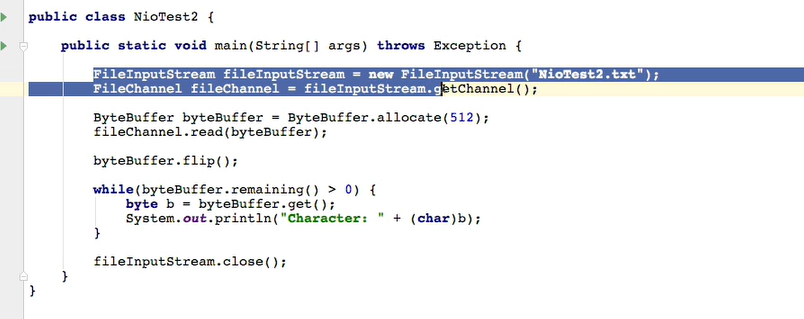 public class NioTest2 {
public static void main(String[] args) throws Exception {
FileInputStream fileInputStream = new FileInputStream("NioTest2.txt");
FileChannel fileChannel = fileInputStream.getChannel();
ByteBuffer byteBuffer = ByteBuffer.allocate(512);
fileChannel.read(byteBuffer);
byteBuffer.flip();
while(byteBuffer.remaining() > 0) {
byte b = byteBuffer.get();
System.out.println("Character: " + (char)b);
}
fileInputStream.close();
}
}